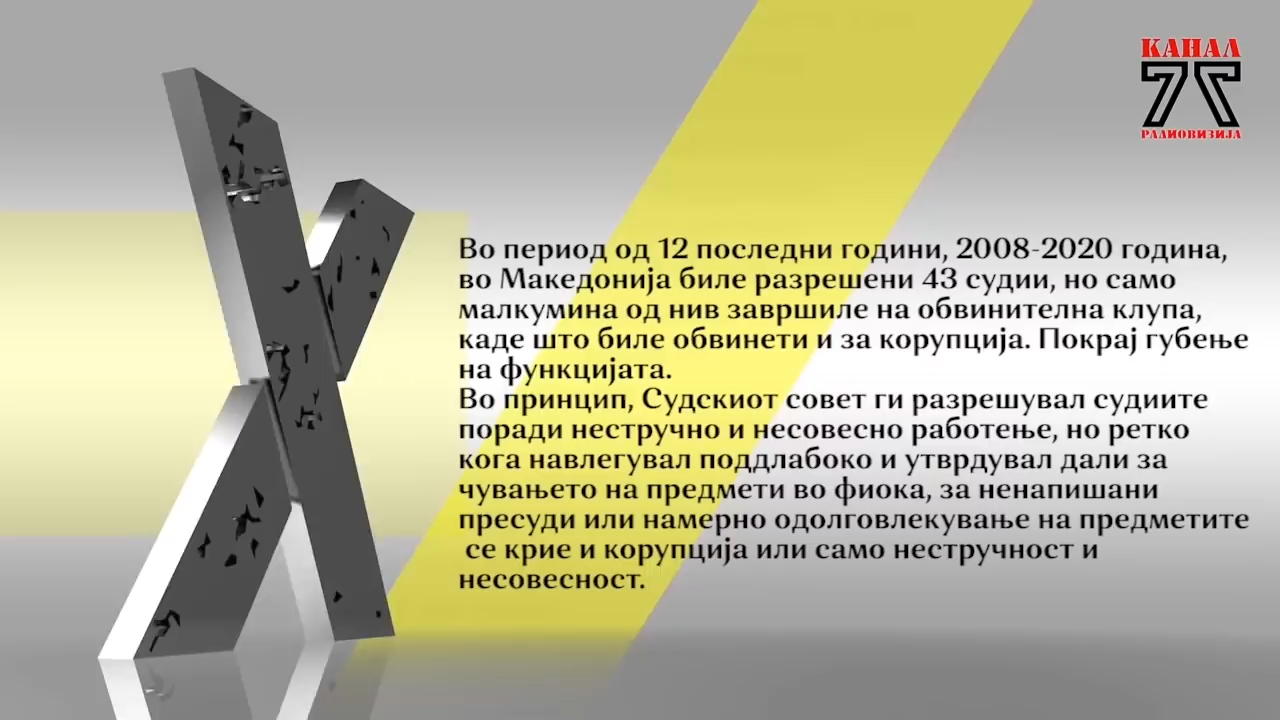 КАНАЛ
77
РАДИОВИЗИЈА
Во период од 12 последни години, 2008-2020 година,
во Македонија биле разрешени 43 судии, но само
малкумина од нив завршиле на обвинителна клупа,
каде што биле обвинети и за корупција. Покрај губење
на функцијата.
Во принцип, Судскиот совет ги разрешувал судиите
поради нестручно и несовесно работење, но ретко
кога навлегувал поддлабоко и утврдувал дали за
чувањето на предмети во фиока, за ненапишани
пресуди или намерно одолговлекување на предметите
се крие и корупција или само нестручност и
несовесност.